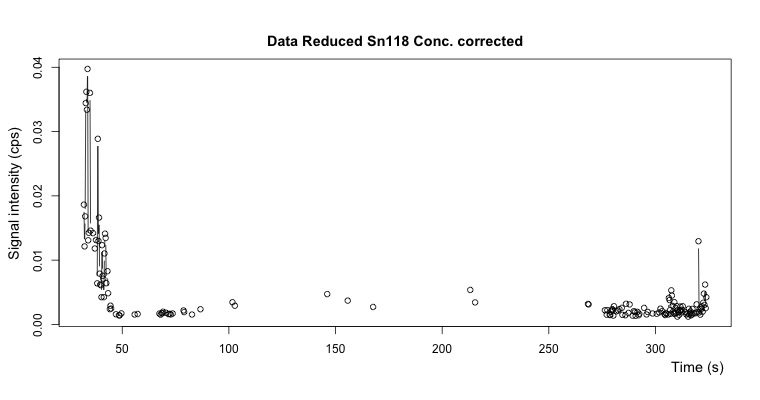 Data Reduced Sn118 Conc. corrected
Signal intensity (cps)
0.04
0.03
0.02
0.01
0.00
50 100 150 200 250 300
Time (s)